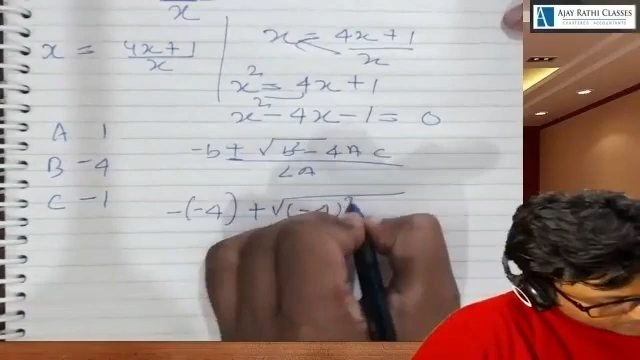 x
x = 4x + 1 / x
x = 4x + 1 / x
x² = 4x + 1
x² - 4x - 1 = 0
A 1
B -4
C -1
-b ± √b² - 4AC / 2A
-(-4) + √(-4)²
AJAY RATHI CLASSES
CHARTERED ACCOUNTANTS